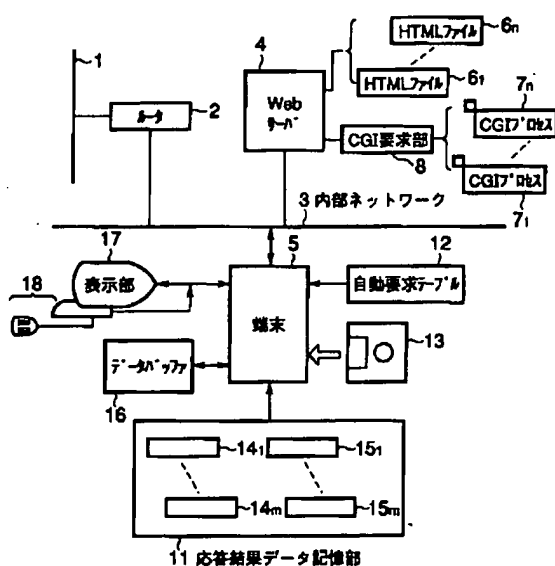 HTMLファイル
6n
4
1
HTMLファイル
61
7n
Web
サーバ
ルータ
2
CGIプロセス
CGI要求部
8
CGIプロセス
71
3 内部ネットワーク
17
5
12
18
表示部
自動要求テーブル
端末
13
データバッファ
16
141
151
14m
15m
11 応答結果データ記憶部